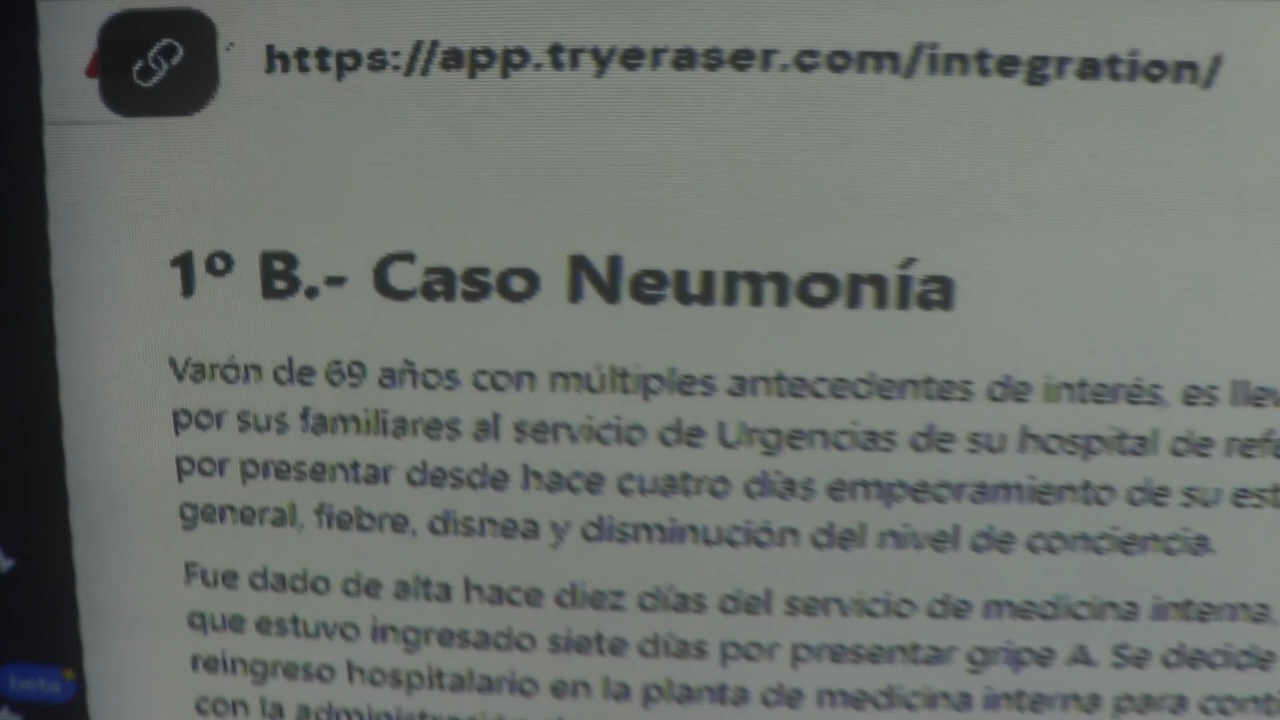 https://app.tryeraser.com/integration/
1º B.- Caso Neumonía
Varón de 69 años con múltiples antecedentes de interés, es
por sus familiares al servicio de Urgencias de su hospital de
por presentar desde hace cuatro días empeoramiento de su
general, fiebre, disnea y disminución del nivel de conciencia.
Fue dado de alta hace diez días del servicio de medicina interna,
que estuvo ingresado siete días por presentar gripe A. Se decide
reingreso hospitalario en la planta de medicina interna para
con la
beta